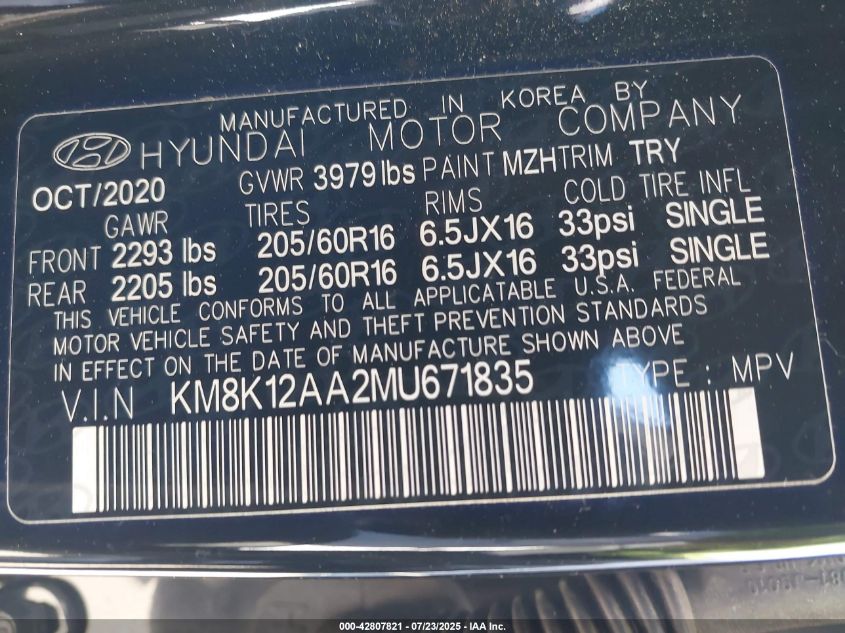 MANUFACTURED IN KOREA BY
HYUNDAI MOTOR COMPANY
OCT/2020 GVWR 3979 lbs PAINT MZH TRIM TRY
GAWR TIRES RIMS COLD TIRE INFL
FRONT 2293 lbs 205/60R16 6.5JX16 33psi SINGLE
REAR 2205 lbs 205/60R16 6.5JX16 33psi SINGLE
THIS VEHICLE CONFORMS TO ALL APPLICATABLE U.S.A. FEDERAL
MOTOR VEHICLE SAFETY AND THEFT PREVENTION STANDARDS
IN EFFECT ON THE DATE OF MANUFACTURE SHOWN ABOVE
V.I.N KM8K12AA2MU671835 TYPE : MPV
000-42807821 / 07/23/2025 / IAA Inc.